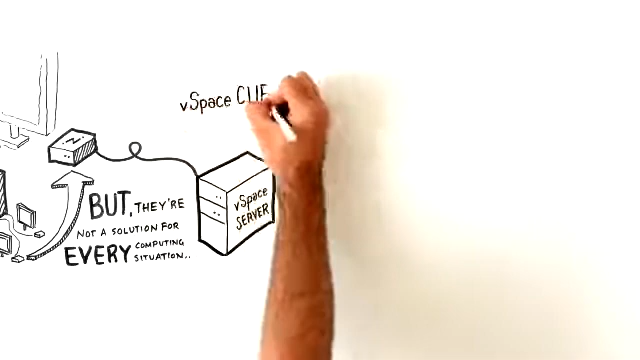 vSpace CLIE
BUT, THEY'RE
NOT A SOLUTION FOR
EVERY COMPUTING
SITUATION..
vSpace
SERVER
N